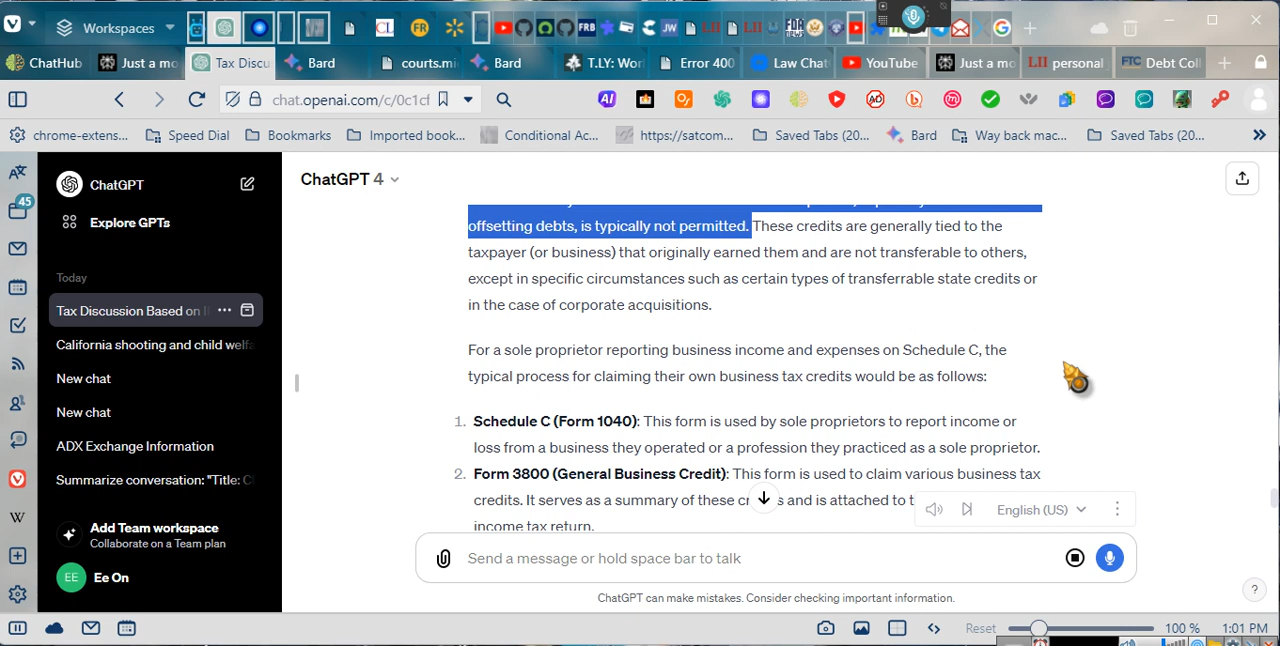 Workspaces
CL
FR
FRB
JW
LII
LII
ChatHub
Just a mo
Tax Discu
Bard
courts.mi
Bard
T.LY: Wor
Error 400
Law Chat
YouTube
Just a mo
LII personal
FTC Debt Coll
chat.openai.com/c/0c1cf
chrome-extens...
Speed Dial
Bookmarks
Imported book...
Conditional Ac...
https://satcom...
Saved Tabs (20...
Bard
Way back mac...
Saved Tabs (20...
45
ChatGPT
Explore GPTs
Today
Tax Discussion Based on
California shooting and child welfa
New chat
New chat
ADX Exchange Information
Summarize conversation: "Title: C
Add Team workspace
Collaborate on a Team plan
EE
Ee On
ChatGPT 4
offsetting debts, is typically not permitted. These credits are generally tied to the
taxpayer (or business) that originally earned them and are not transferable to others,
except in specific circumstances such as certain types of transferrable state credits or
in the case of corporate acquisitions.
For a sole proprietor reporting business income and expenses on Schedule C, the
typical process for claiming their own business tax credits would be as follows:
1. Schedule C (Form 1040): This form is used by sole proprietors to report income or
loss from a business they operated or a profession they practiced as a sole proprietor.
2. Form 3800 (General Business Credit): This form is used to claim various business tax
credits. It serves as a summary of these cr s and is attached to t
income tax return.
English (US)
Send a message or hold space bar to talk
ChatGPT can make mistakes. Consider checking important information.
?
Reset
100 %
1:01 PM